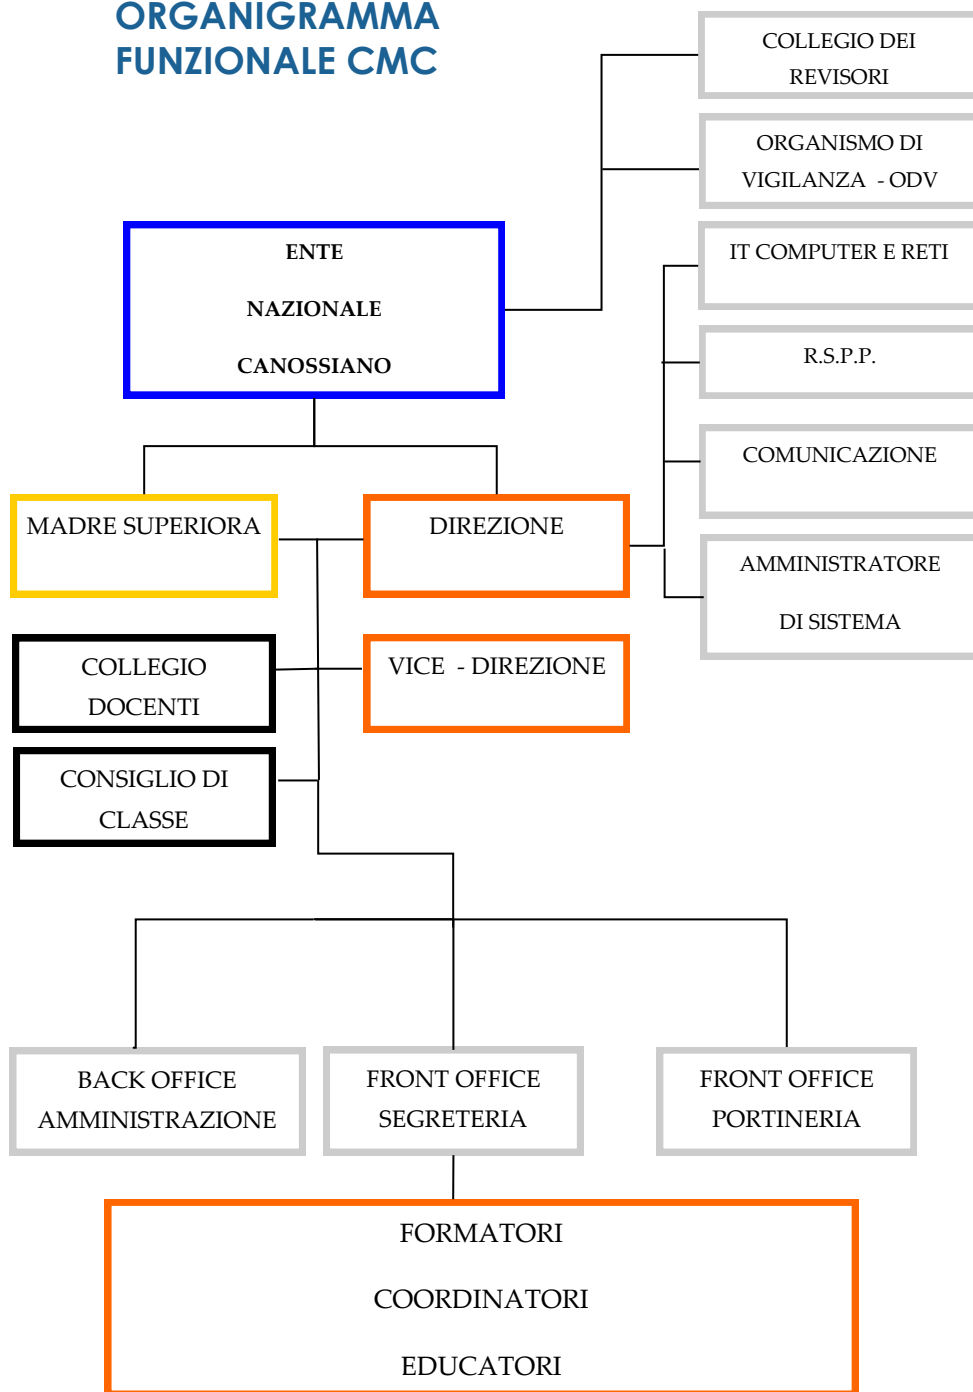 ORGANIGRAMMA
FUNZIONALE CMC
COLLEGIO DEI
REVISORI
ORGANISMO DI
VIGILANZA - ODV
ENTE
NAZIONALE
CANOSSIANO
IT COMPUTER E RETI
R.S.P.P.
COMUNICAZIONE
AMMINISTRATORE
DI SISTEMA
MADRE SUPERIORA
DIREZIONE
COLLEGIO
DOCENTI
VICE - DIREZIONE
CONSIGLIO DI
CLASSE
BACK OFFICE
AMMINISTRAZIONE
FRONT OFFICE
SEGRETERIA
FRONT OFFICE
PORTINERIA
FORMATORI
COORDINATORI
EDUCATORI